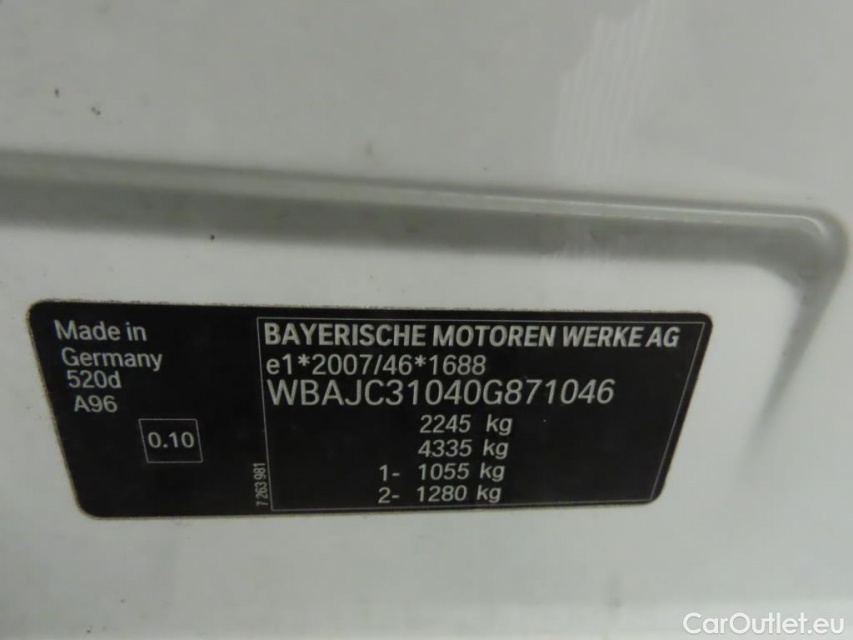 Made in
Germany
520d
A96
0.10
7 263 981
BAYERISCHE MOTOREN WERKE AG
e1*2007/46*1688
WBAJC31040G871046
2245 kg
4335 kg
1- 1055 kg
2- 1280 kg
CarOutlet.eu